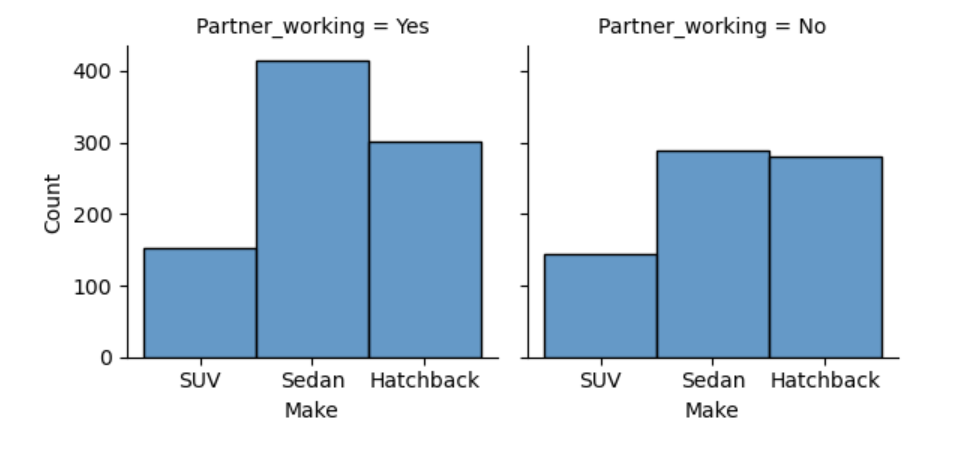 Partner_working = Yes
Partner_working = No
400
300
200
100
0
Count
SUV Sedan Hatchback
Make
SUV Sedan Hatchback
Make